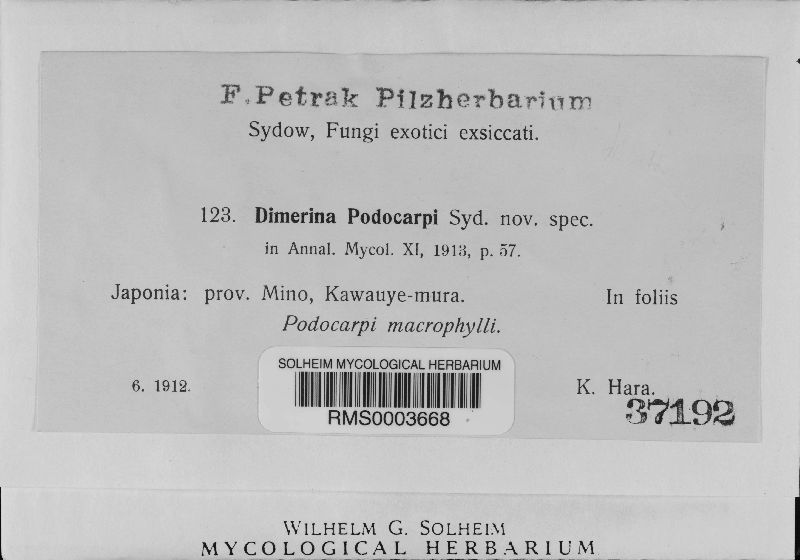 F. Petrak Pilzherbarium
Sydow, Fungi exotici exsiccati.
123. Dimerina Podocarpi Syd. nov. spec.
in Annal. Mycol. XI, 1913, p. 57.
Japonia: prov. Mino, Kawauye-mura. In foliis
Podocarpi macrophylli.
6. 1912. K. Hara.
SOLHEIM MYCOLOGICAL HERBARIUM
RMS0003668
37192
WILHELM G. SOLHEIM
MYCOLOGICAL HERBARIUM